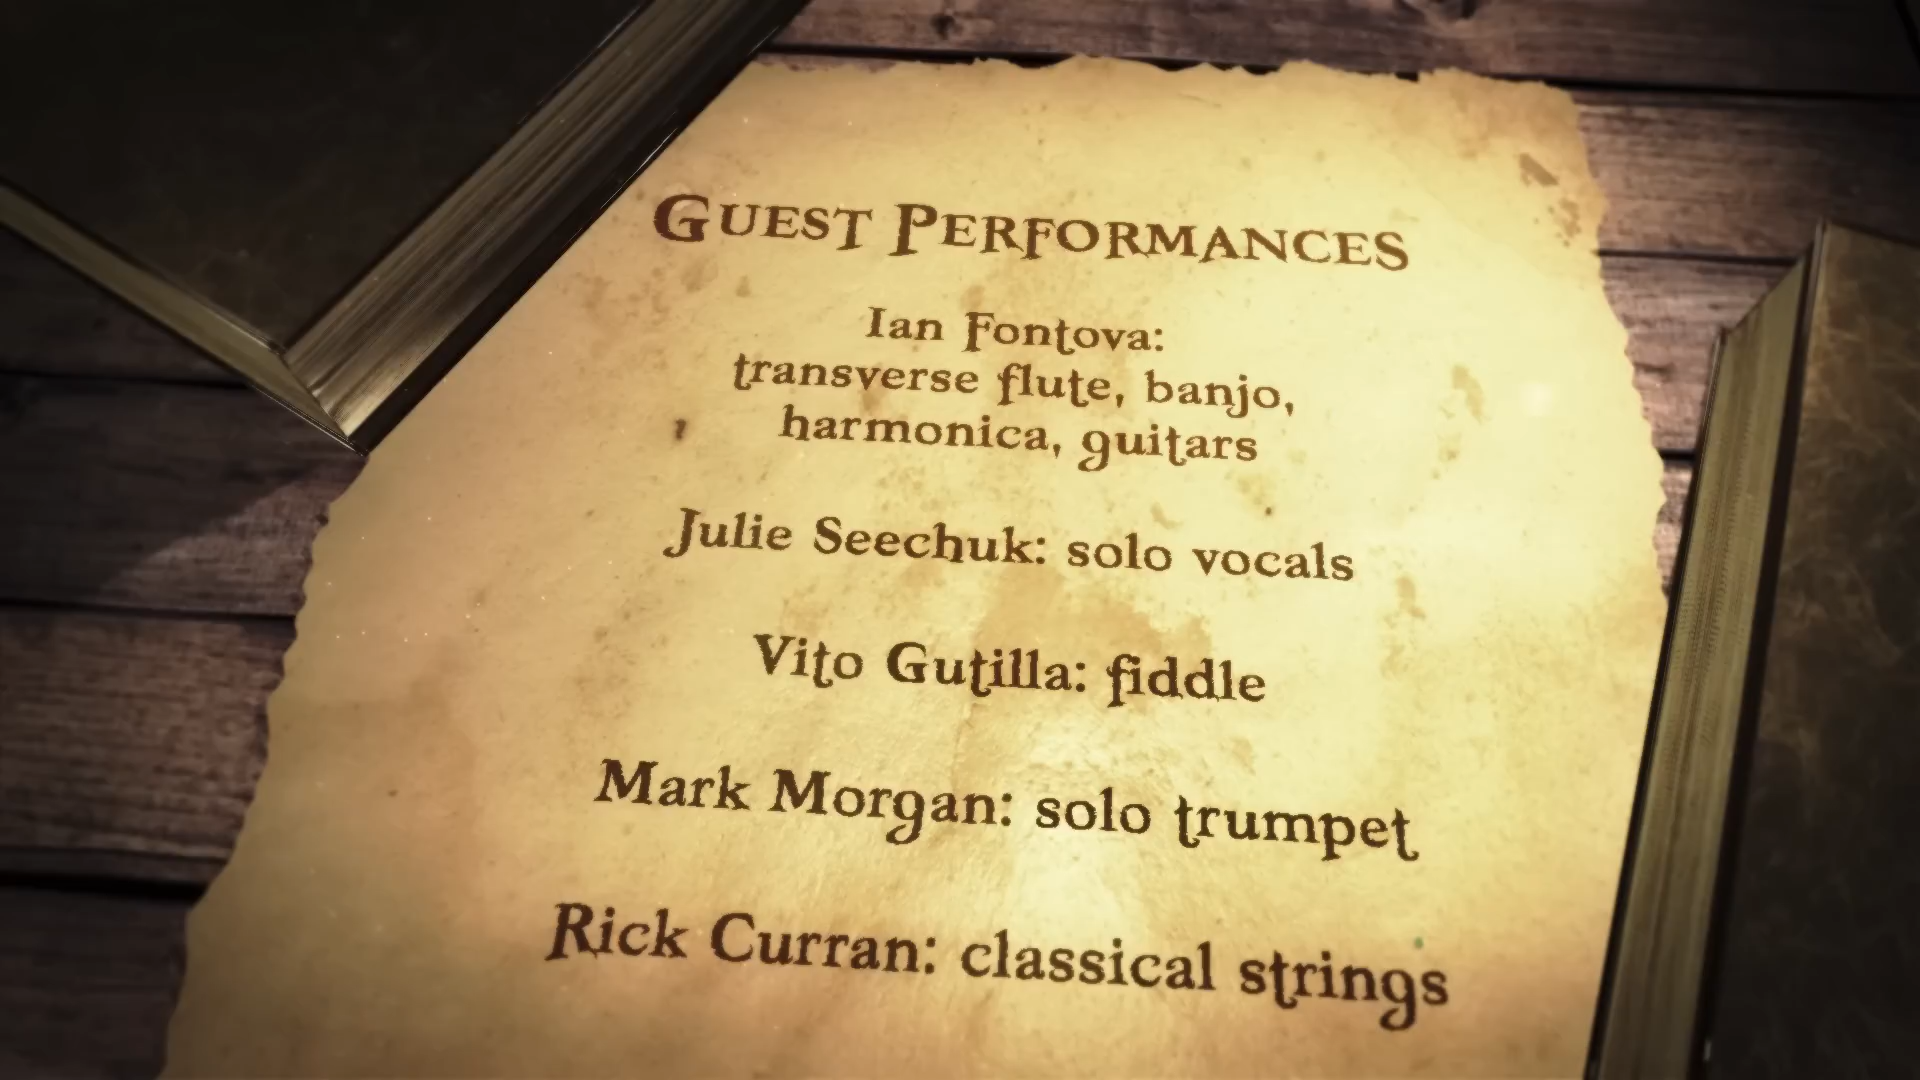 Guest Performances
Ian Fontova:
transverse flute, banjo,
harmonica, guitars
Julie Seechuk: solo vocals
Vito Gutilla: fiddle
Mark Morgan: solo trumpet
Rick Curran: classical strings